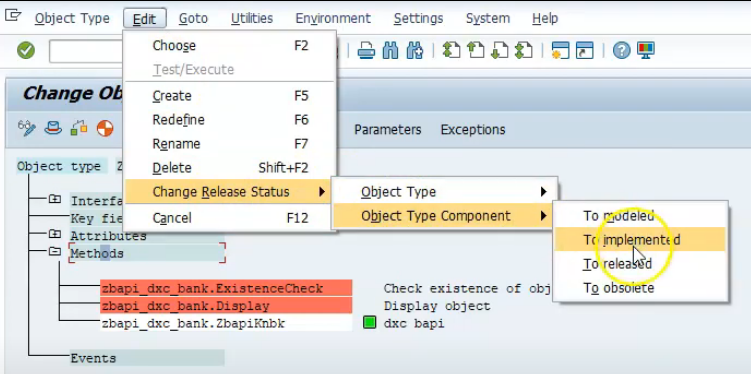 Object Type Edit Goto Utilities Environment Settings System Help
Choose F2
Test/Execute
Change Ob
Create F5
Redefine F6
Parameters Exceptions
Rename F7
Delete Shift+F2
Object type Z
Change Release Status
Object Type
Interfa
Key fie
Cancel F12
Object Type Component
To modeled
Attributes
To implemented
Methods
To released
zbapi_dxc_bank.ExistenceCheck Check existence of obj
To obsolete
zbapi_dxc_bank.Display Display object
zbapi_dxc_bank.ZbapiKnbk dxc bapi
Events